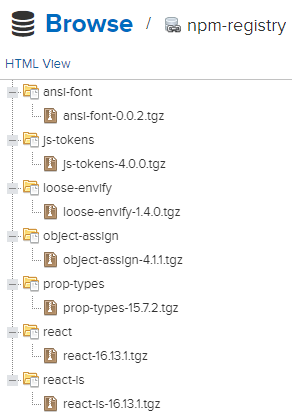 Browse / npm-registry
HTML View
ansi-font
ansi-font-0.0.2.tgz
js-tokens
js-tokens-4.0.0.tgz
loose-envify
loose-envify-1.4.0.tgz
object-assign
object-assign-4.1.1.tgz
prop-types
prop-types-15.7.2.tgz
react
react-16.13.1.tgz
react-is
react-is-16.13.1.tgz